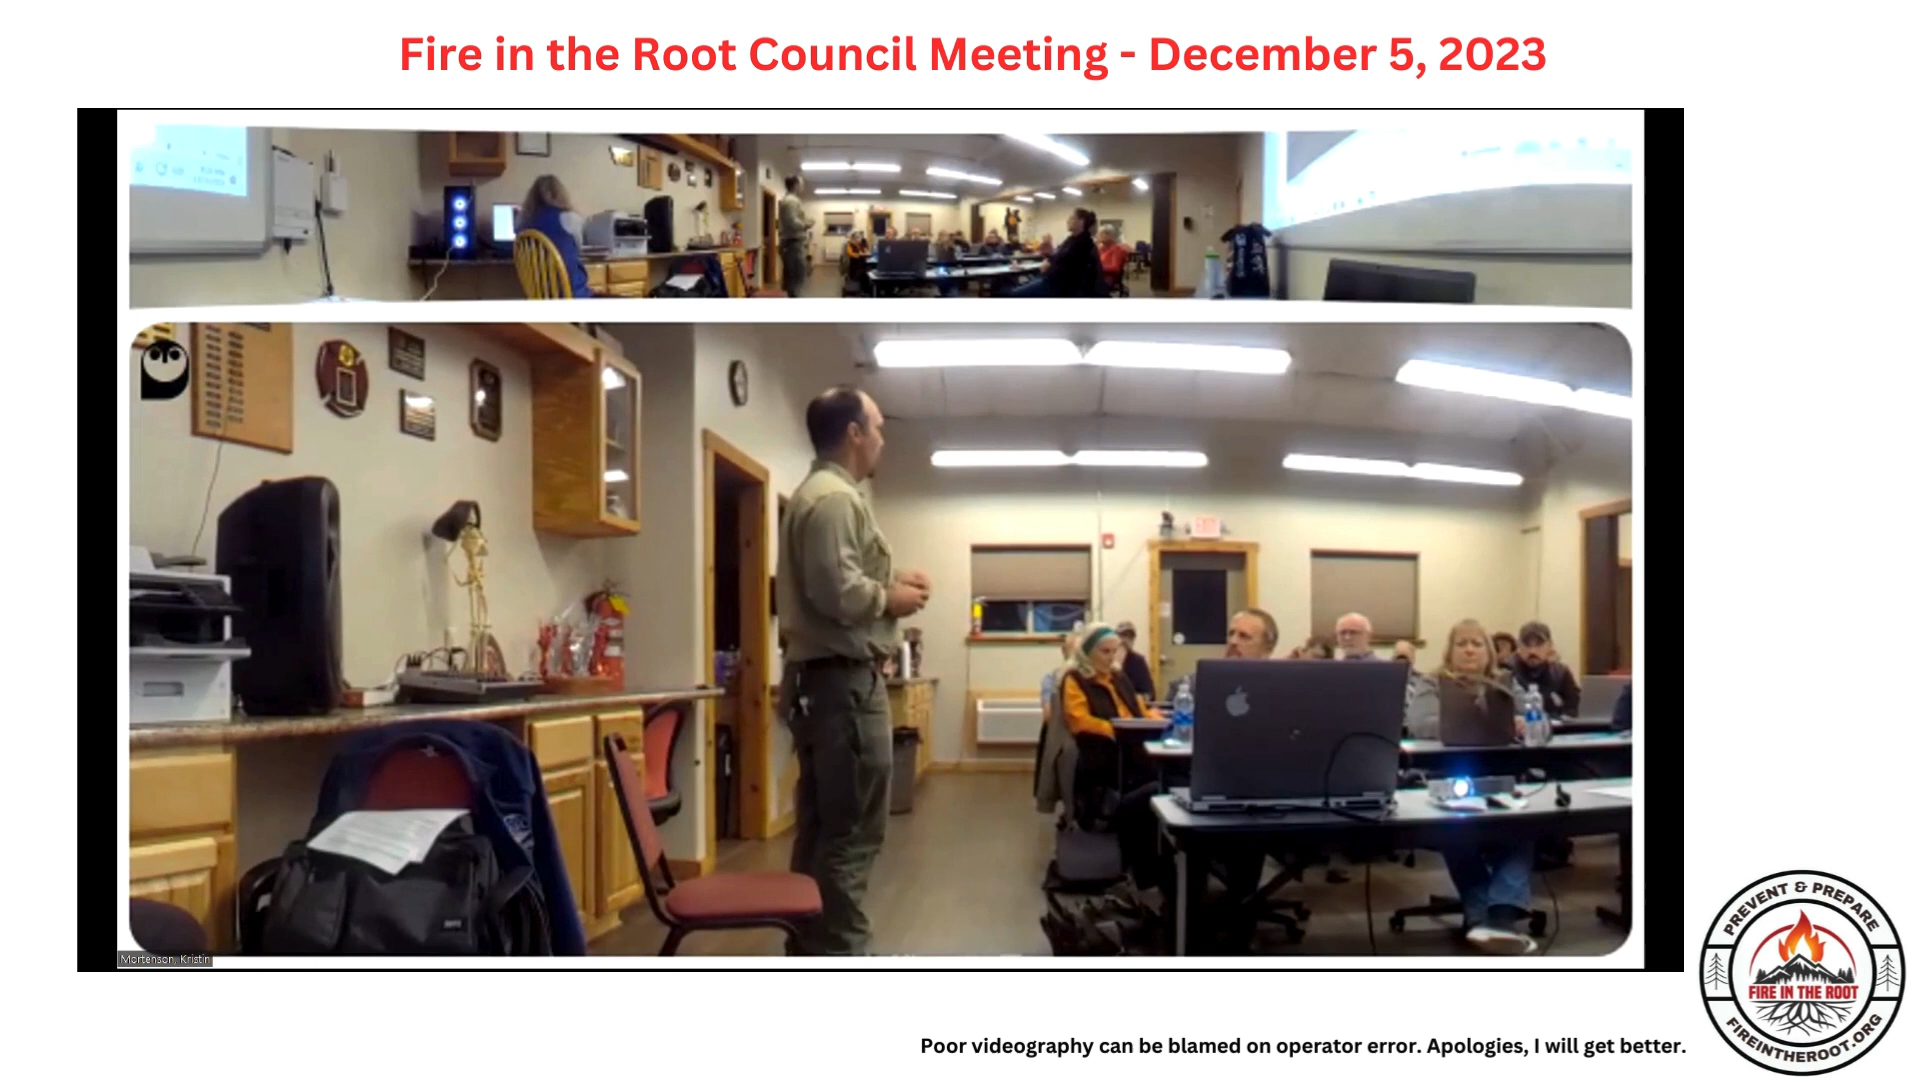 Fire in the Root Council Meeting - December 5, 2023
Mortenson, Kristin
PREVENT & PREPARE
FIRE IN THE ROOT
FIREINTHEROOT.ORG
Poor videography can be blamed on operator error. Apologies, I will get better.